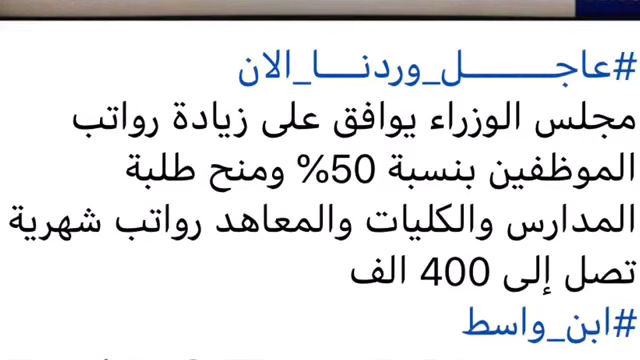 #عاجـــــــــل_وردنـــا_الان
مجلس الوزراء يوافق على زيادة رواتب
الموظفين بنسبة 50% ومنح طلبة
المدارس والكليات والمعاهد رواتب شهرية
تصل إلى 400 الف
#ابن_واسط